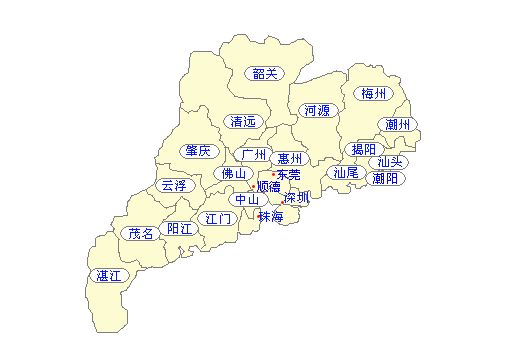 韶关
梅州
河源
清远
潮州
肇庆
广州
惠州
揭阳
汕头
佛山
东莞
汕尾
潮阳
云浮
顺德
中山
深圳
江门
珠海
茂名
阳江
湛江